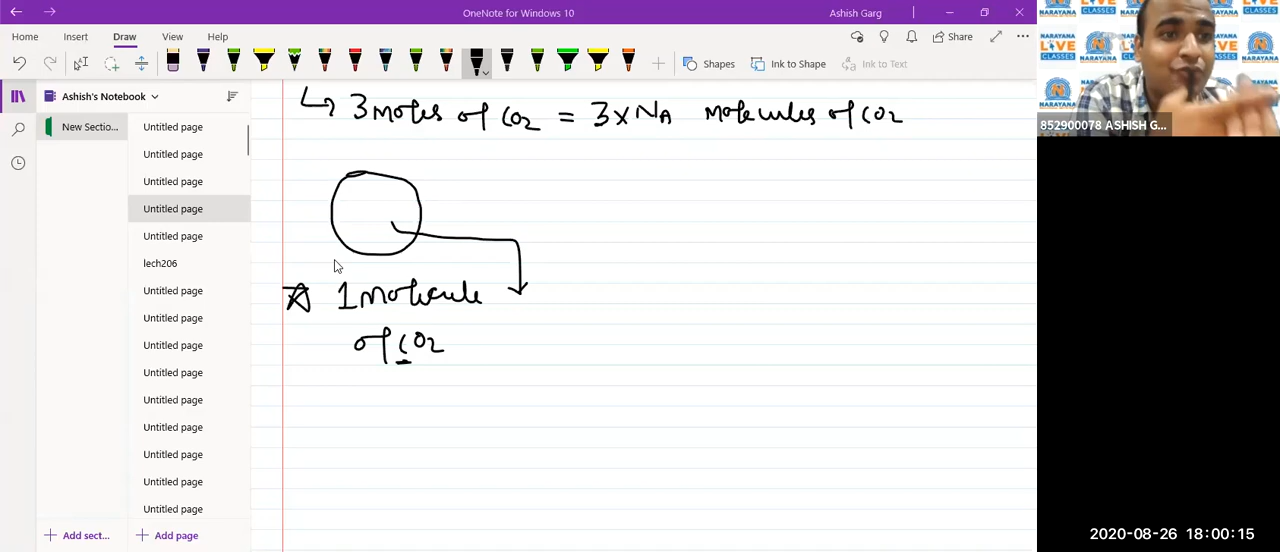 OneNote for Windows 10
Ashish Garg
Home Insert Draw View Help
Share
Shapes Ink to Shape Ink to Text
Ashish's Notebook
New Sectio...
Untitled page
Untitled page
Untitled page
Untitled page
Untitled page
lech206
Untitled page
Untitled page
Untitled page
Untitled page
Untitled page
Untitled page
Untitled page
Untitled page
Untitled page
Add sect...
Add page
3 moles of CO2 = 3×NA molecules of CO2
1 molecule
of CO2
NARAYANA
LIVE
CLASSES
852900078 ASHISH G...
2020-08-26 18:00:15